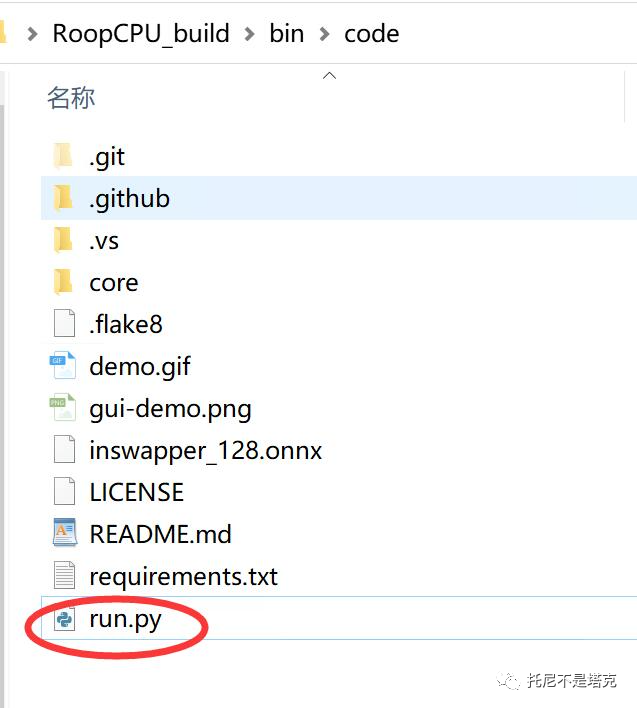 RoopCPU_build > bin > code
名称
.git
.github
.vs
core
.flake8
GIF demo.gif
PNG gui-demo.png
inswapper_128.onnx
LICENSE
A README.md
requirements.txt
run.py
托尼不是塔克